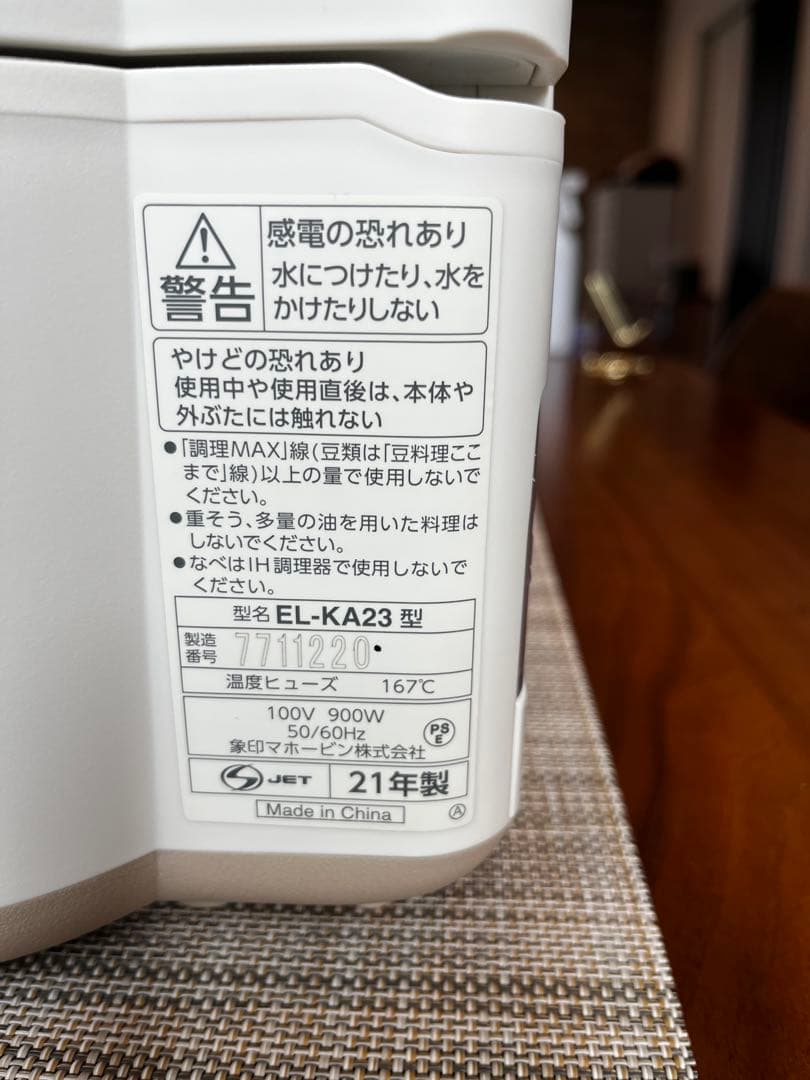 警告
感電の恐れあり
水につけたり、水を
かけたりしない
やけどの恐れあり
使用中や使用直後は、本体や
外ぶたには触れない
●「調理MAX」線(豆類は「豆料理ここ
まで」線)以上の量で使用しないで
ください。
●重そう、多量の油を用いた料理は
しないでください。
●なべはIH調理器で使用しないで
ください。
型名 EL-KA23 型
製造
番号 7711220
温度ヒューズ 167℃
100V 900W
50/60Hz
PS
E
象印マホービン株式会社
JET 21年製
Made in China Ⓐ